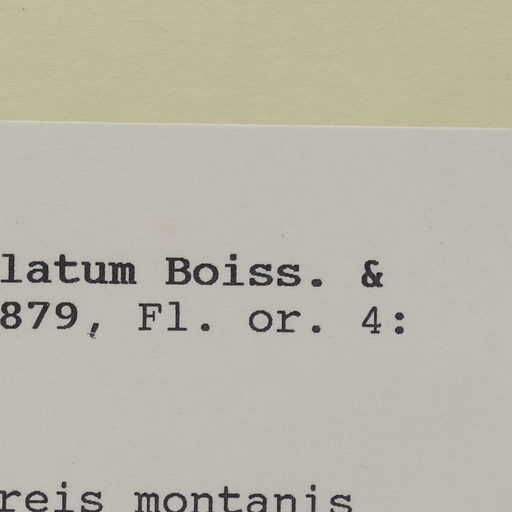 latum Boiss. &
879, Fl. or. 4:
reis montanis